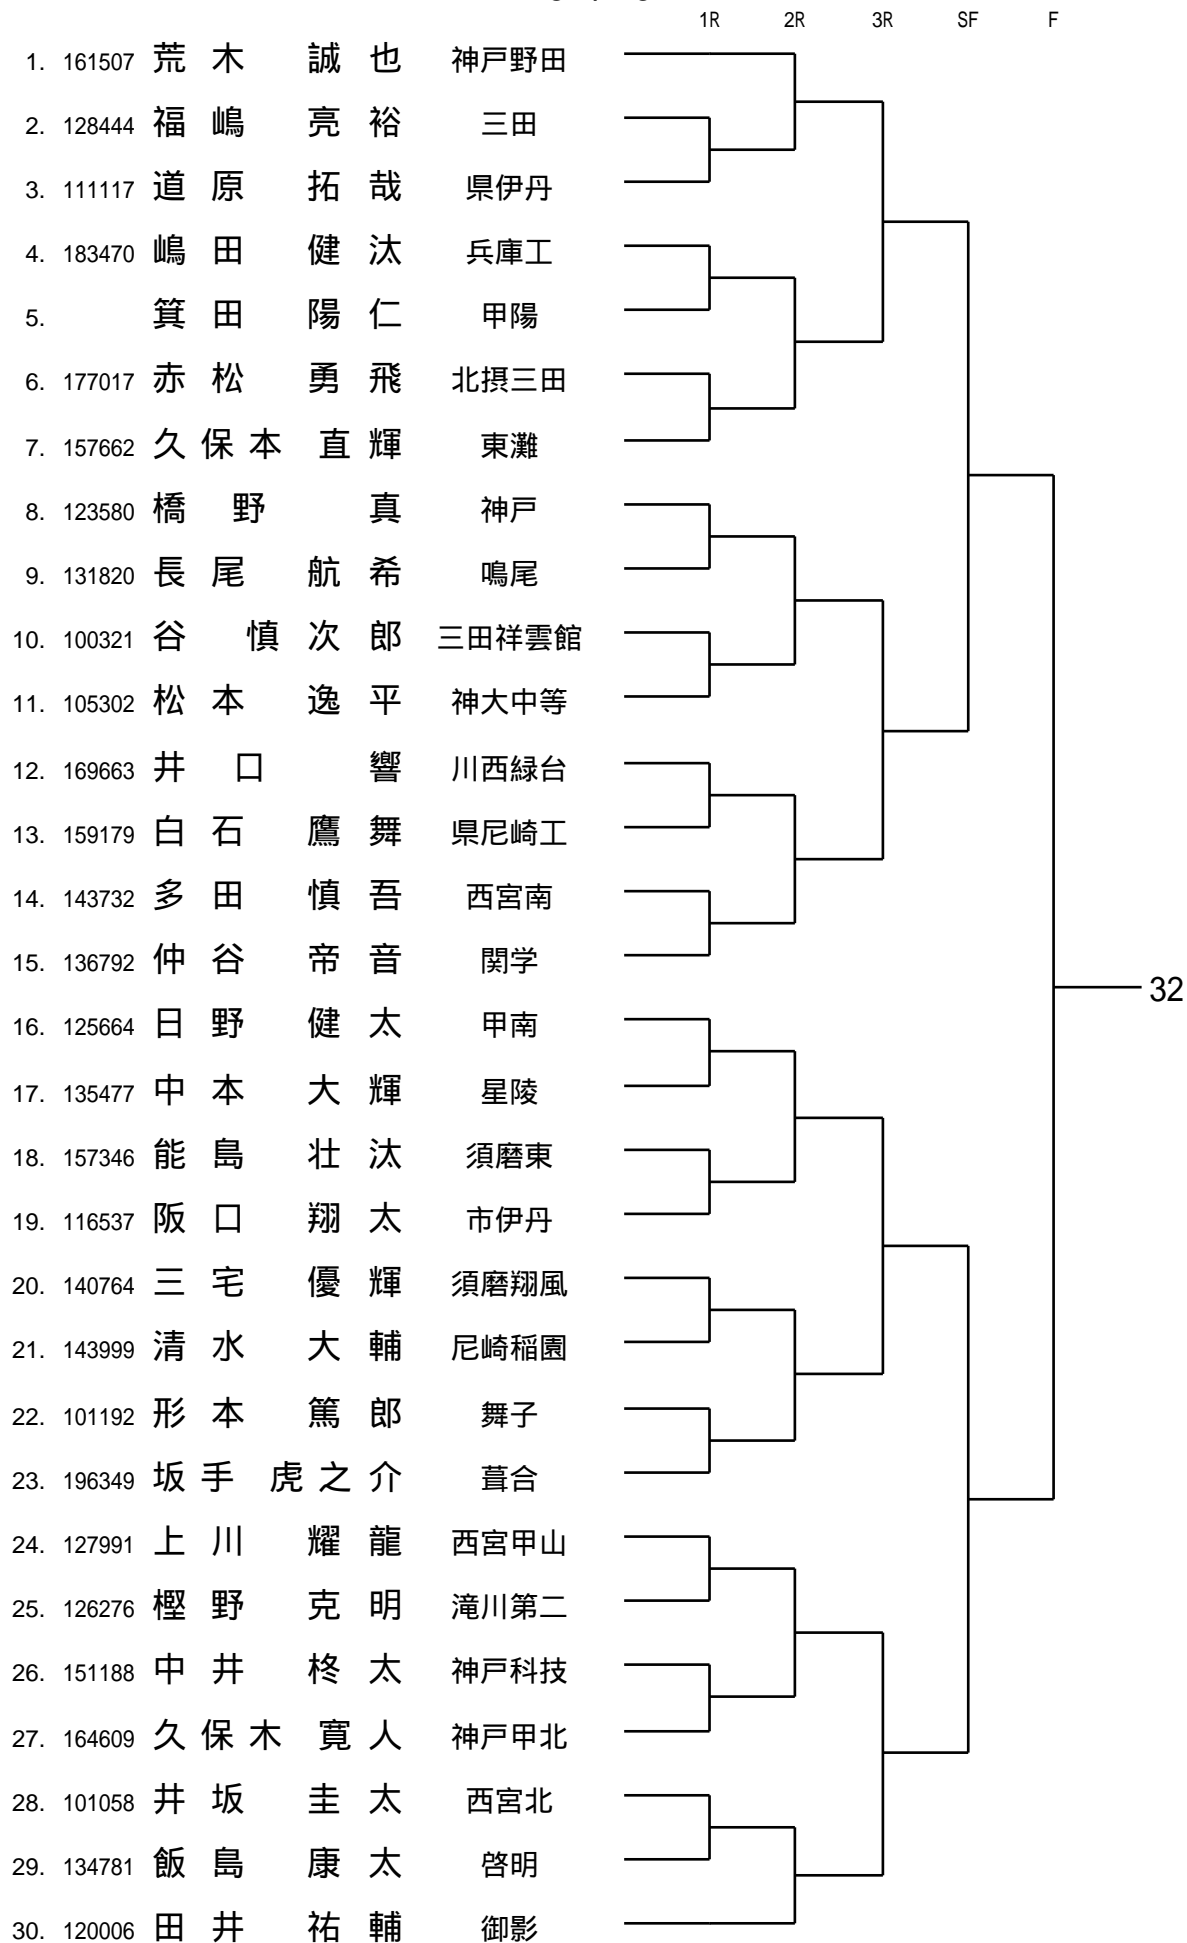 1R 2R 3R SF F
1. 161507 荒木 誠也 神戸野田
2. 128444 福嶋 亮裕 三田
3. 111117 道原 拓哉 県伊丹
4. 183470 嶋田 健汰 兵庫工
5. 箕田 陽仁 甲陽
6. 177017 赤松 勇飛 北摂三田
7. 157662 久保本 直輝 東灘
8. 123580 橋野 真 神戸
9. 131820 長尾 航希 鳴尾
10. 100321 谷 慎次郎 三田祥雲館
11. 105302 松本 逸平 神大中等
12. 169663 井口 響 川西緑台
13. 159179 白石 鷹舞 県尼崎工
14. 143732 多田 慎吾 西宮南
15. 136792 仲谷 帝音 関学
32
16. 125664 日野 健太 甲南
17. 135477 中本 大輝 星陵
18. 157346 能島 壮汰 須磨東
19. 116537 阪口 翔太 市伊丹
20. 140764 三宅 優輝 須磨翔風
21. 143999 清水 大輔 尼崎稲園
22. 101192 形本 篤郎 舞子
23. 196349 坂手 虎之介 葺合
24. 127991 上川 耀龍 西宮甲山
25. 126276 樫野 克明 滝川第二
26. 151188 中井 柊太 神戸科技
27. 164609 久保木 寛人 神戸甲北
28. 101058 井坂 圭太 西宮北
29. 134781 飯島 康太 啓明
30. 120006 田井 祐輔 御影